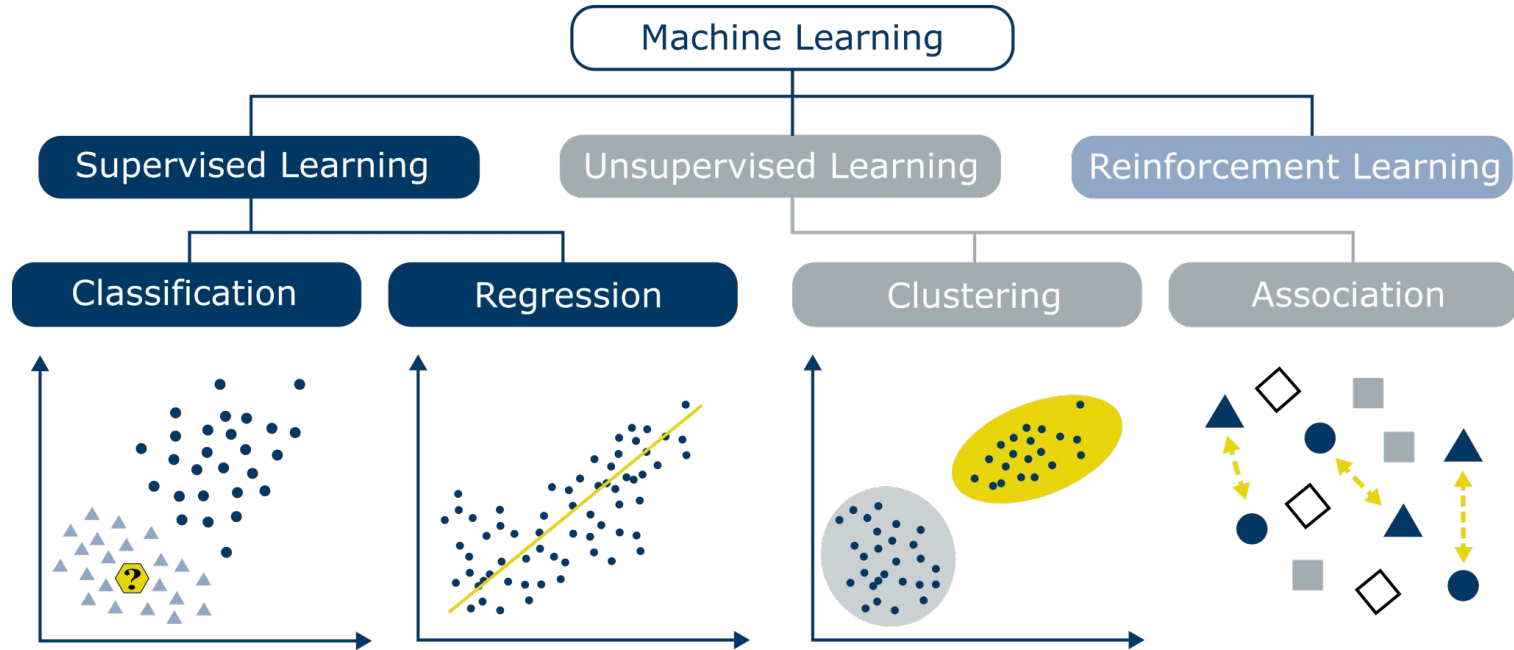 Machine Learning
Supervised Learning
Unsupervised Learning
Reinforcement Learning
Classification
Regression
Clustering
Association
?